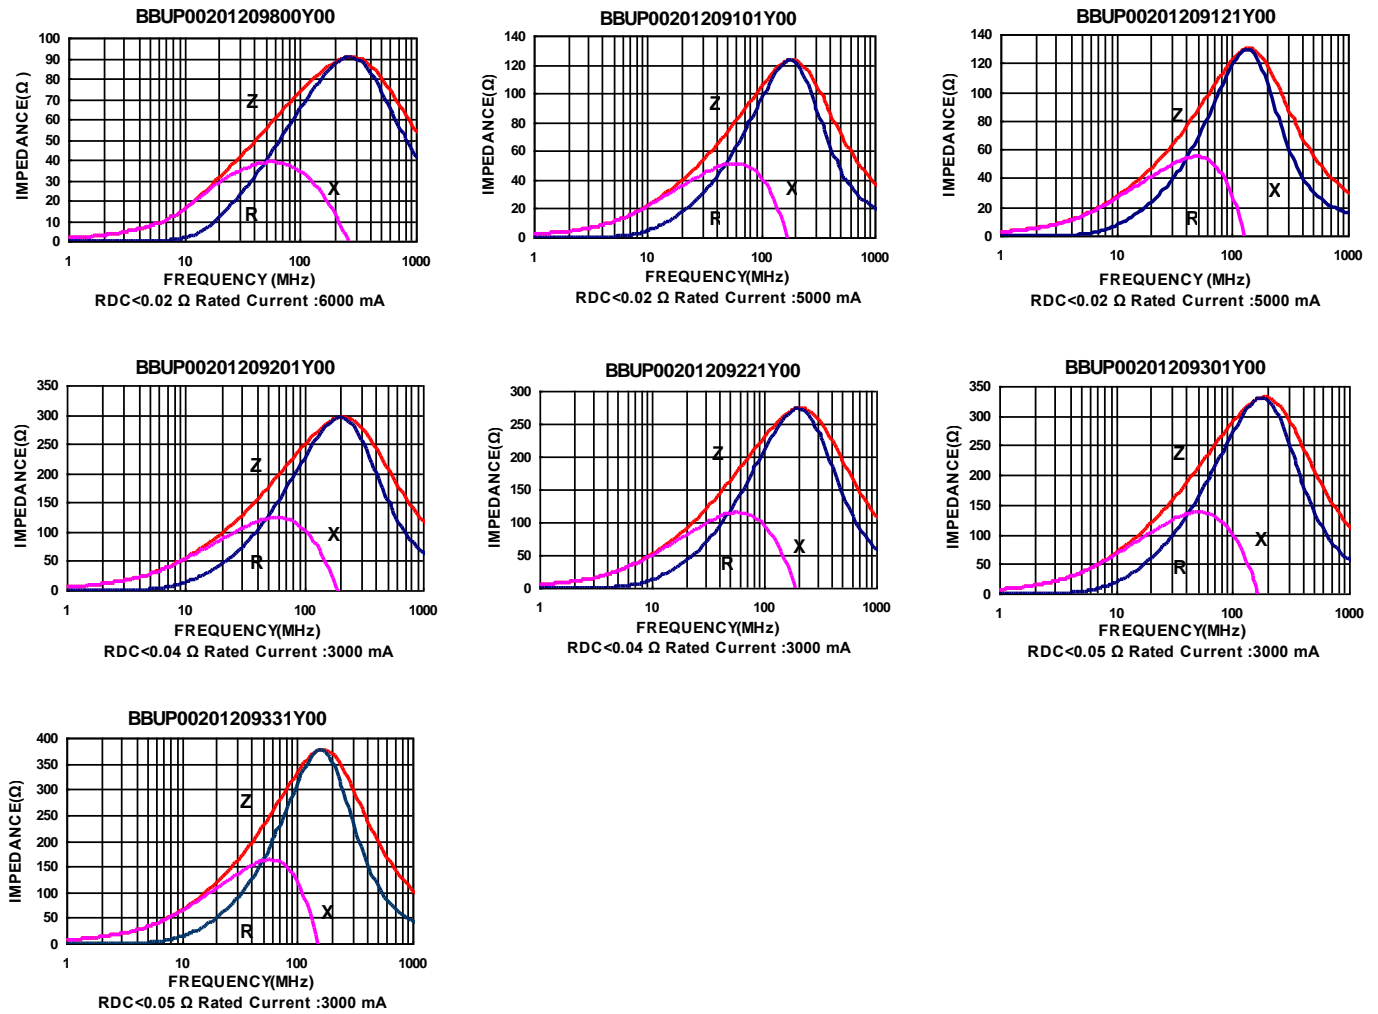 BBUP00201209800Y00
IMPEDANCE(Ω)
100
90
80
70
60
50
40
30
20
10
0
Z
X
R
1
10
100
1000
FREQUENCY (MHz)
RDC<0.02 Ω Rated Current :6000 mA
BBUP00201209101Y00
IMPEDANCE(Ω)
140
120
100
80
60
40
20
0
Z
X
R
1
10
100
1000
FREQUENCY(MHz)
RDC<0.02 Ω Rated Current :5000 mA
BBUP00201209121Y00
IMPEDANCE(Ω)
140
120
100
80
60
40
20
0
Z
X
R
1
10
100
1000
FREQUENCY (MHz)
RDC<0.02 Ω Rated Current :5000 mA
BBUP00201209201Y00
IMPEDANCE(Ω)
350
300
250
200
150
100
50
0
Z
X
R
1
10
100
1000
FREQUENCY(MHz)
RDC<0.04 Ω Rated Current :3000 mA
BBUP00201209221Y00
IMPEDANCE(Ω)
300
250
200
150
100
50
0
Z
X
R
1
10
100
1000
FREQUENCY(MHz)
RDC<0.04 Ω Rated Current :3000 mA
BBUP00201209301Y00
IMPEDANCE(Ω)
350
300
250
200
150
100
50
0
Z
X
R
1
10
100
1000
FREQUENCY(MHz)
RDC<0.05 Ω Rated Current :3000 mA
BBUP00201209331Y00
IMPEDANCE(Ω)
400
350
300
250
200
150
100
50
0
Z
X
R
1
10
100
1000
FREQUENCY(MHz)
RDC<0.05 Ω Rated Current :3000 mA